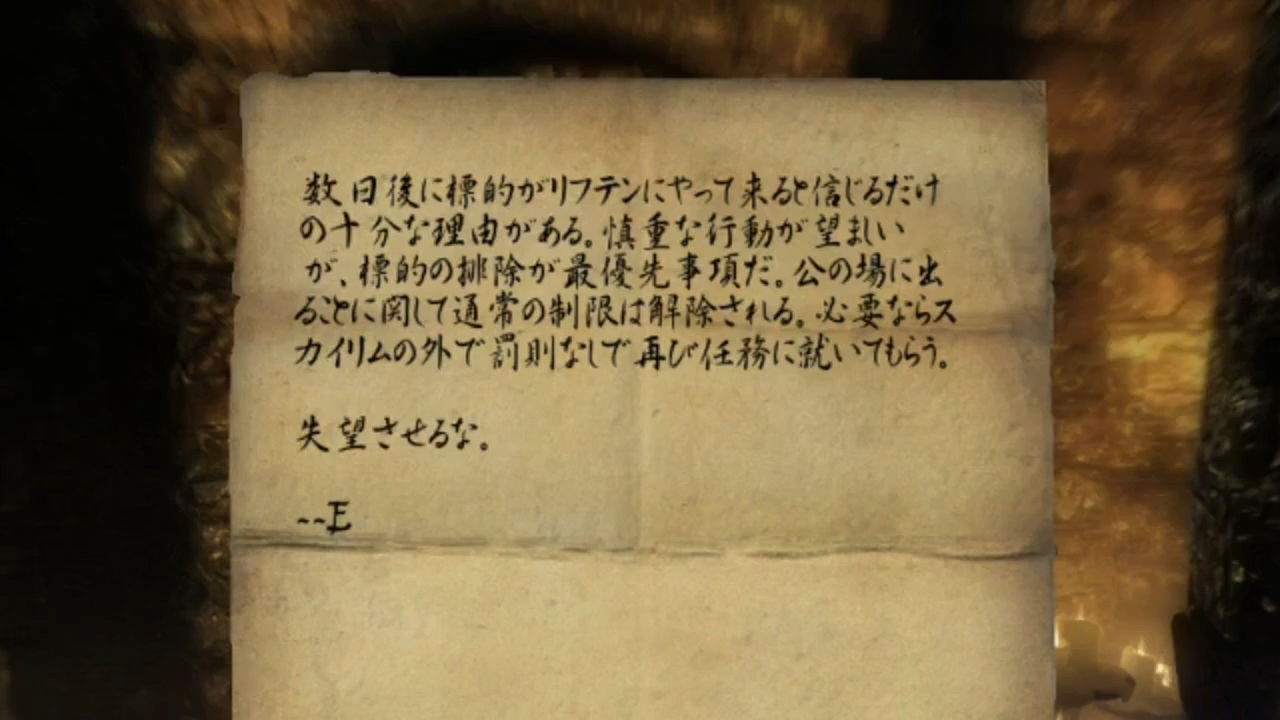 数日後に標的がリフテンにやって来ると信じるだけ
の十分な理由がある。慎重な行動が望ましい
が、標的の排除が最優先事項だ。公の場に出
ることに関して通常の制限は解除される。必要ならス
カイリムの外で罰則なしで再び任務に就いてもらう。
失望させるな。
--E